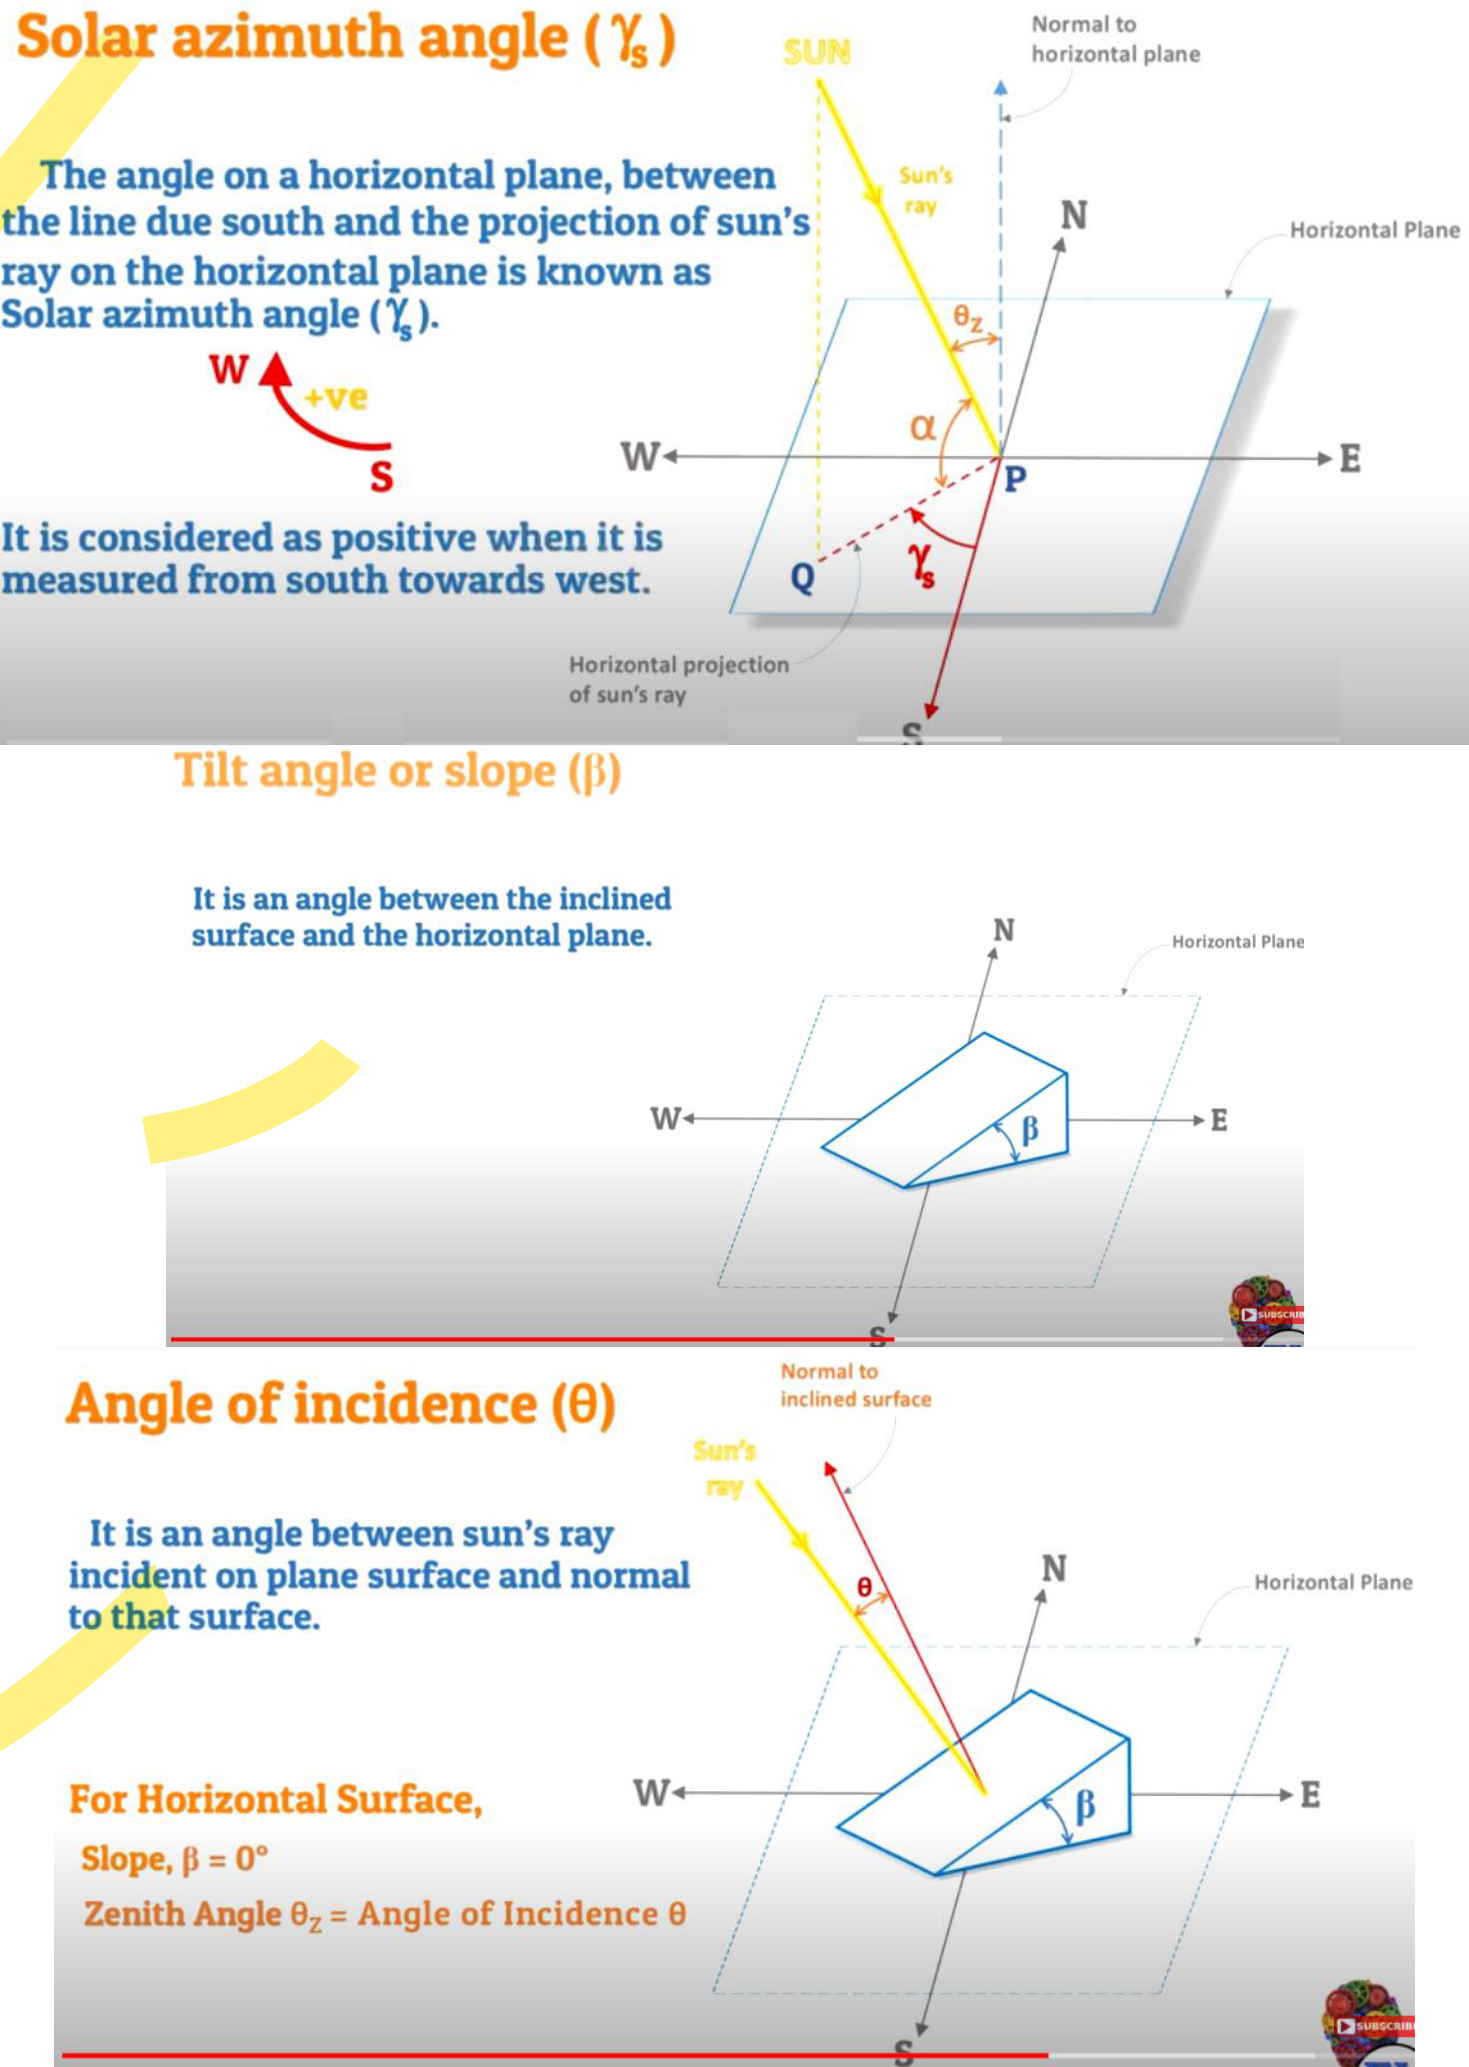 Solar azimuth angle (γs)
SUN
Normal to
horizontal plane
Sun's
ray
N
Horizontal Plane
The angle on a horizontal plane, between
the line due south and the projection of sun's
ray on the horizontal plane is known as
Solar azimuth angle (γs).
θz
W
+ve
S
α
W
E
P
It is considered as positive when it is
measured from south towards west.
Q
γs
Horizontal projection
of sun's ray
S
Tilt angle or slope (β)
It is an angle between the inclined
surface and the horizontal plane.
N
Horizontal Plane
W
β
E
SUBSCRIB
S
Normal to
inclined surface
Angle of incidence (θ)
Sun's
ray
It is an angle between sun's ray
incident on plane surface and normal
to that surface.
θ
N
Horizontal Plane
For Horizontal Surface,
W
β
E
Slope, β = 0°
Zenith Angle θz = Angle of Incidence θ
SUBSCRIB
S